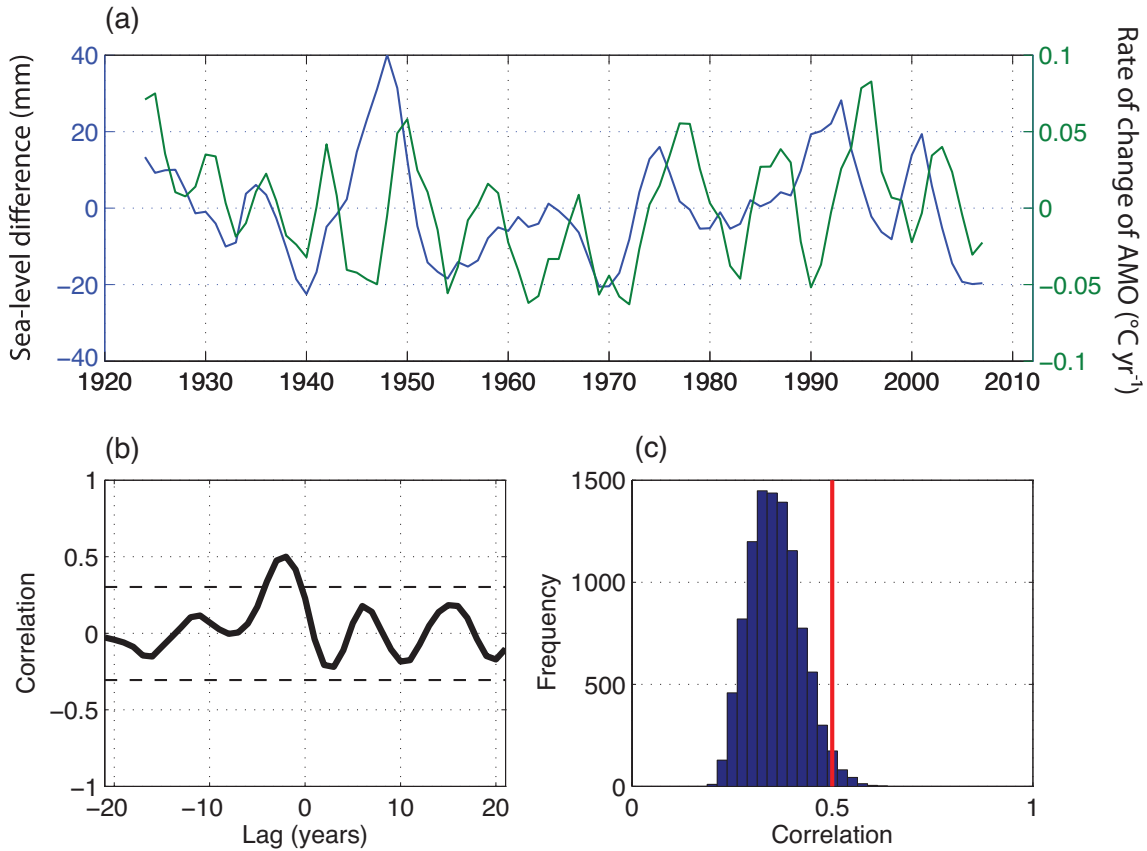 (a)
Sea-level difference (mm)
40
20
0
−20
−40
0.1
0.05
0
−0.05
−0.1
Rate of change of AMO (°C yr⁻¹)
1920 1930 1940 1950 1960 1970 1980 1990 2000 2010
(b)
Correlation
1
0.5
0
−0.5
−1
−20 −10 0 10 20
Lag (years)
(c)
Frequency
1500
1000
500
0
0 0.5 1
Correlation